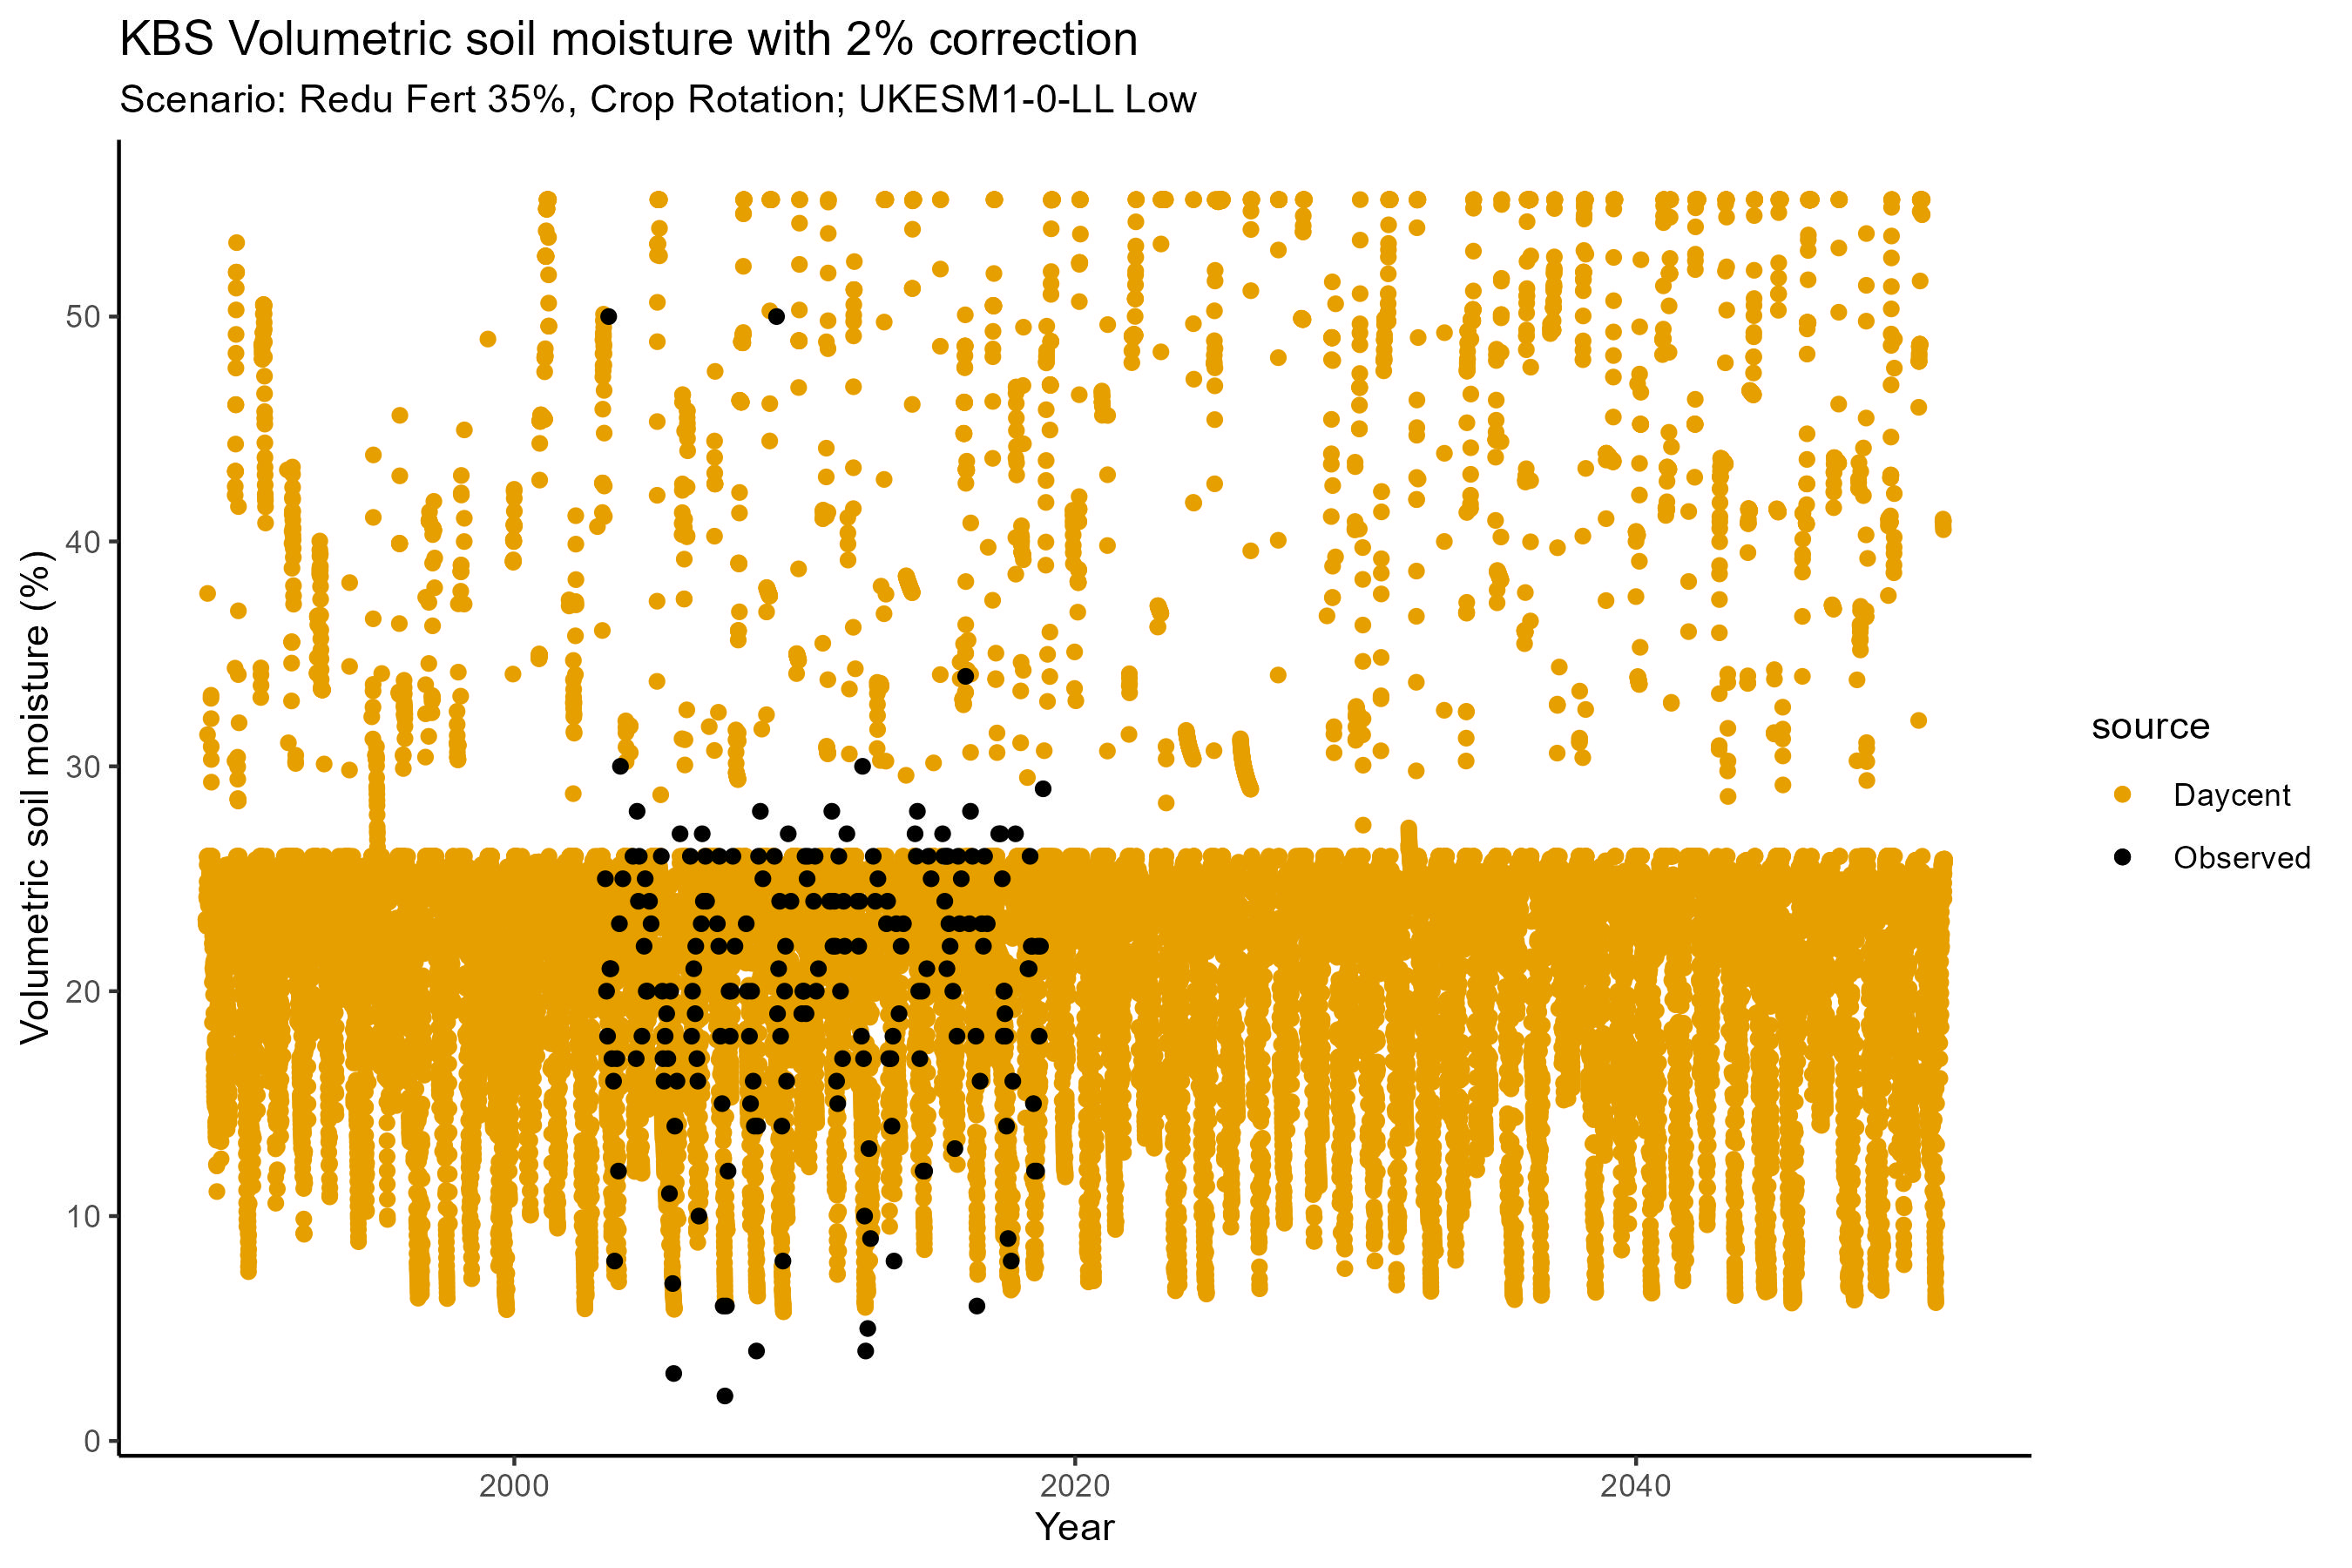 KBS Volumetric soil moisture with 2% correction
Scenario: Redu Fert 35%, Crop Rotation; UKESM1-0-LL Low
Volumetric soil moisture (%)
50
40
30
20
10
0
2000
2020
2040
Year
source
Daycent
Observed